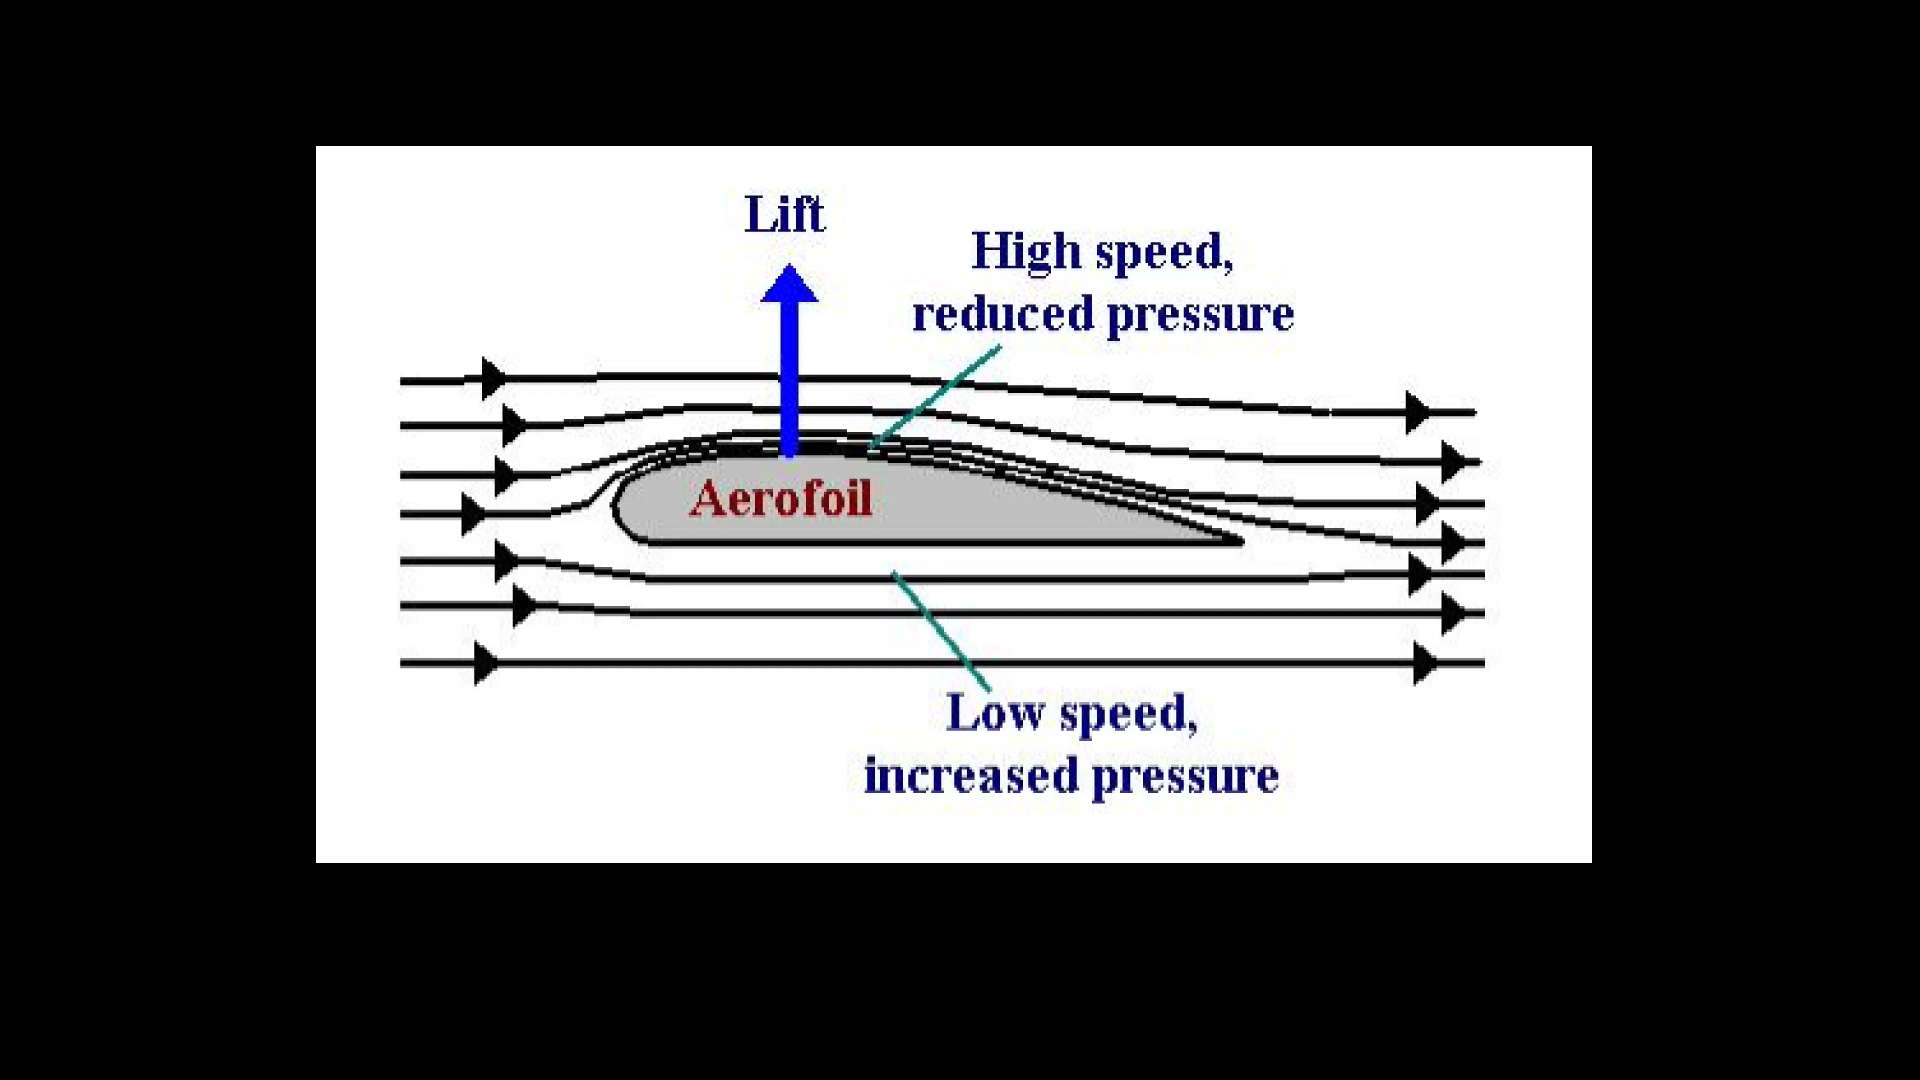 Lift
High speed,
reduced pressure
Aerofoil
Low speed,
increased pressure